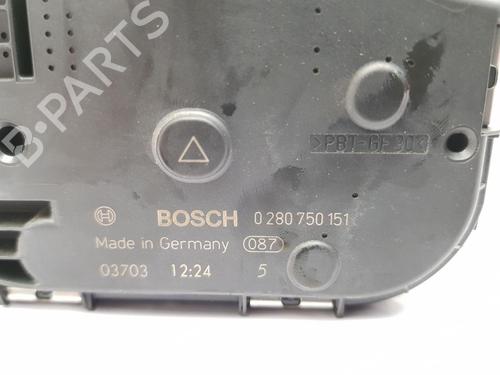 B-PARTS
>PBT-GF30<
BOSCH 0 280 750 151
Made in Germany 087
03703 12:24 5